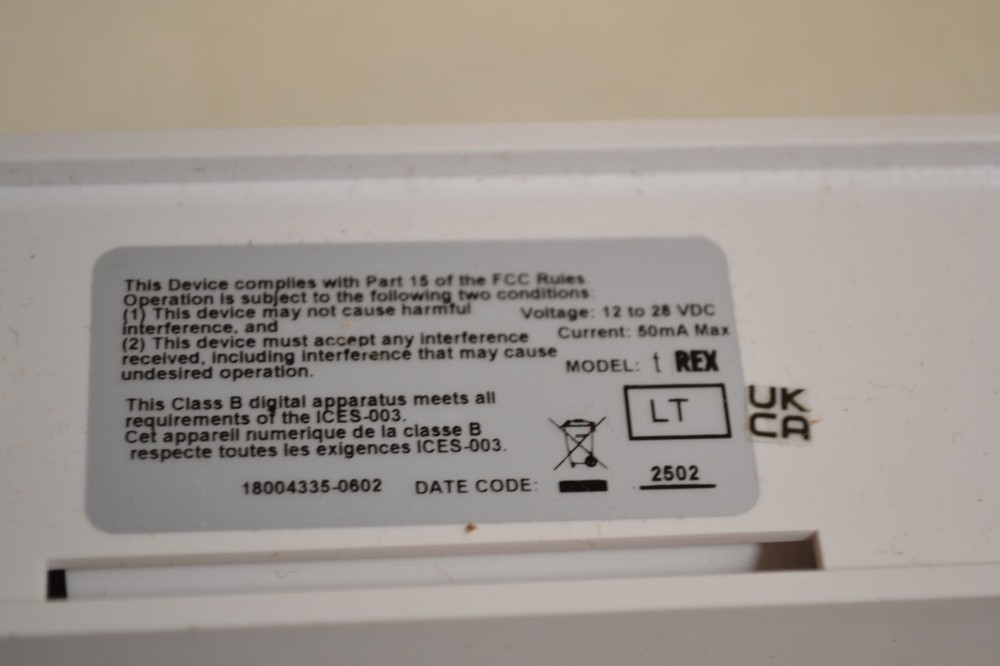 This Device complies with Part 15 of the FCC Rules.
Operation is subject to the following two conditions:
(1) This device may not cause harmful
interference, and
(2) This device must accept any interference
received, including interference that may cause
undesired operation.
Voltage: 12 to 28 VDC
Current: 50mA Max
MODEL: t REX
This Class B digital apparatus meets all
requirements of the ICES-003.
Cet appareil numerique de la classe B
respecte toutes les exigences ICES-003.
LT
UK
CA
18004335-0602 DATE CODE: 2502